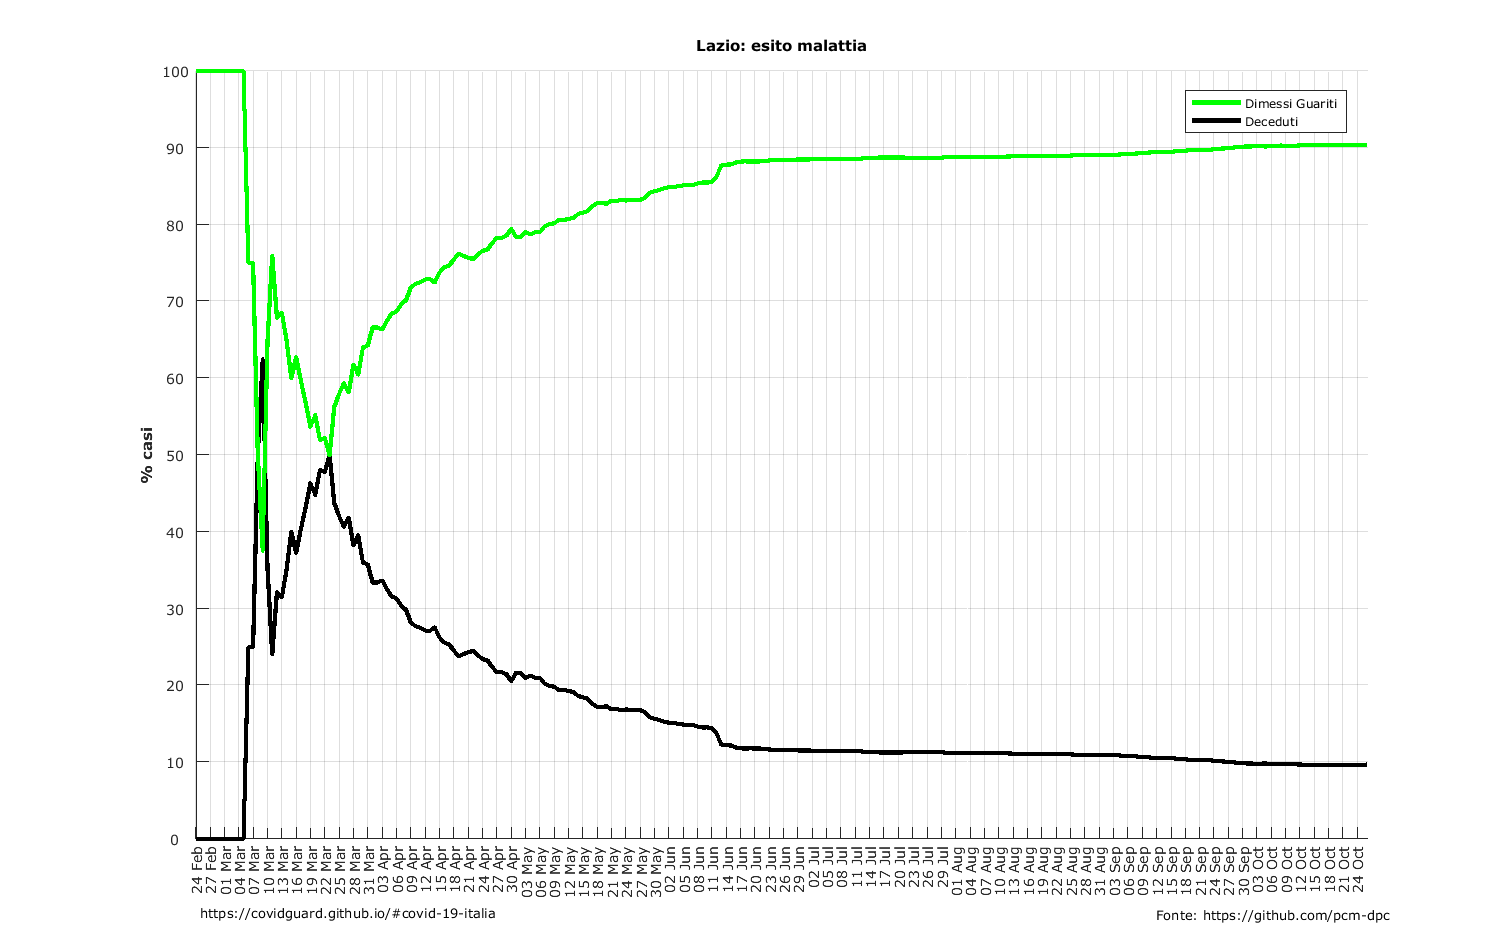 Lazio: esito malattia
100
90
80
70
60
50
40
30
20
10
0
% casi
Dimessi Guariti
Deceduti
24 Feb
27 Feb
01 Mar
04 Mar
07 Mar
10 Mar
13 Mar
16 Mar
19 Mar
22 Mar
25 Mar
28 Mar
31 Mar
03 Apr
06 Apr
09 Apr
12 Apr
15 Apr
18 Apr
21 Apr
24 Apr
27 Apr
30 Apr
03 May
06 May
09 May
12 May
15 May
18 May
21 May
24 May
27 May
30 May
02 Jun
05 Jun
08 Jun
11 Jun
14 Jun
17 Jun
20 Jun
23 Jun
26 Jun
29 Jun
02 Jul
05 Jul
08 Jul
11 Jul
14 Jul
17 Jul
20 Jul
23 Jul
26 Jul
29 Jul
01 Aug
04 Aug
07 Aug
10 Aug
13 Aug
16 Aug
19 Aug
22 Aug
25 Aug
28 Aug
31 Aug
03 Sep
06 Sep
09 Sep
12 Sep
15 Sep
18 Sep
21 Sep
24 Sep
27 Sep
30 Sep
03 Oct
06 Oct
09 Oct
12 Oct
15 Oct
18 Oct
21 Oct
24 Oct
https://covidguard.github.io/#covid-19-italia
Fonte: https://github.com/pcm-dpc